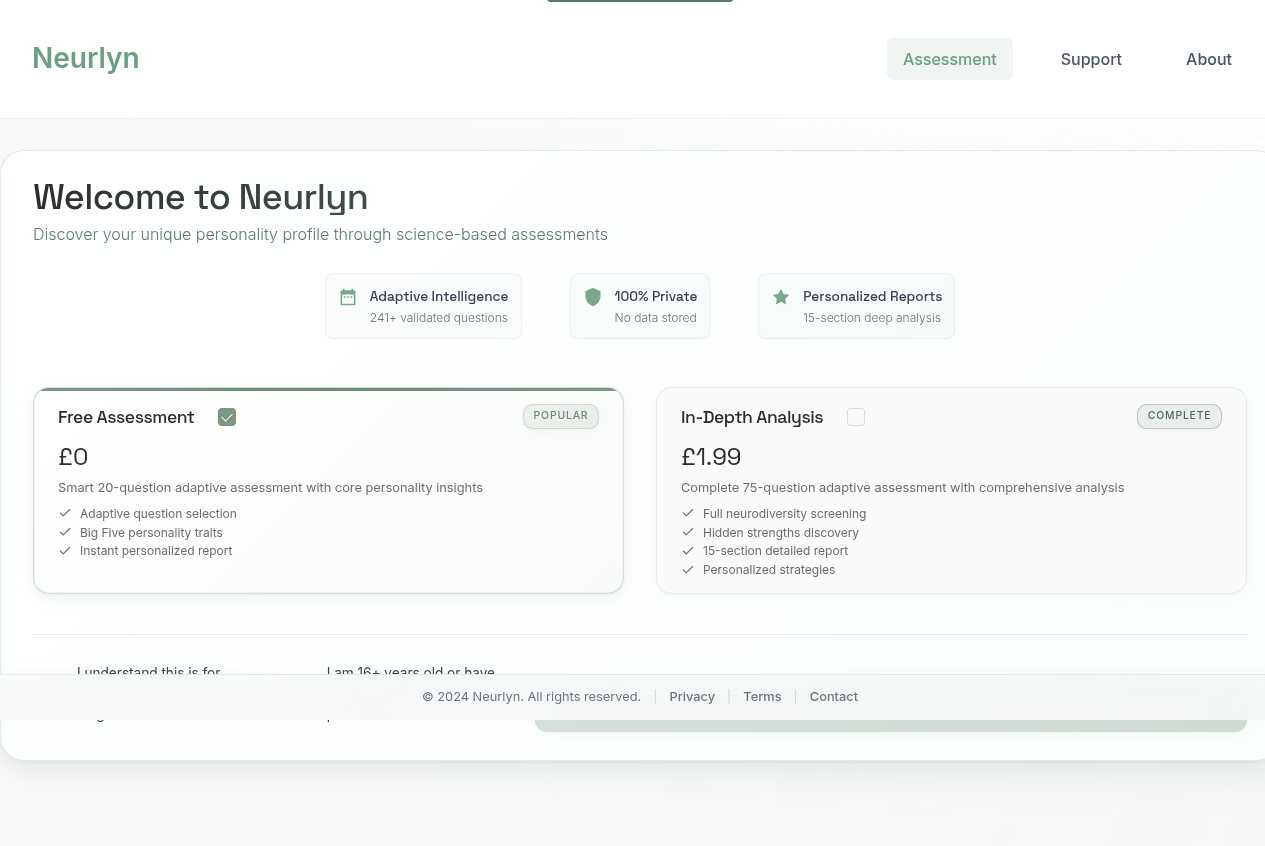 Neurlyn
Assessment
Support
About
Welcome to Neurlyn
Discover your unique personality profile through science-based assessments
Adaptive Intelligence
241+ validated questions
100% Private
No data stored
Personalized Reports
15-section deep analysis
Free Assessment
POPULAR
£0
Smart 20-question adaptive assessment with core personality insights
Adaptive question selection
Big Five personality traits
Instant personalized report
In-Depth Analysis
COMPLETE
£1.99
Complete 75-question adaptive assessment with comprehensive analysis
Full neurodiversity screening
Hidden strengths discovery
15-section detailed report
Personalized strategies
I understand this is for
I am 16+ years old or have
© 2024 Neurlyn. All rights reserved.
Privacy
Terms
Contact